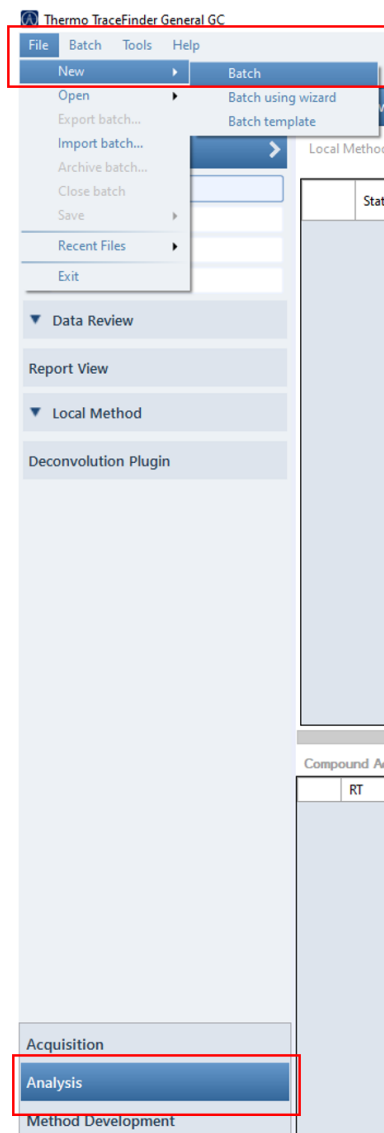 Thermo TraceFinder General GC
File Batch Tools Help
New Batch
Open Batch using wizard
Export batch... Batch template
Import batch...
Archive batch...
Close batch
Save
Recent Files
Exit
Local Method
Stat
Data Review
Report View
Local Method
Deconvolution Plugin
Compound
RT
Acquisition
Analysis
Method Development